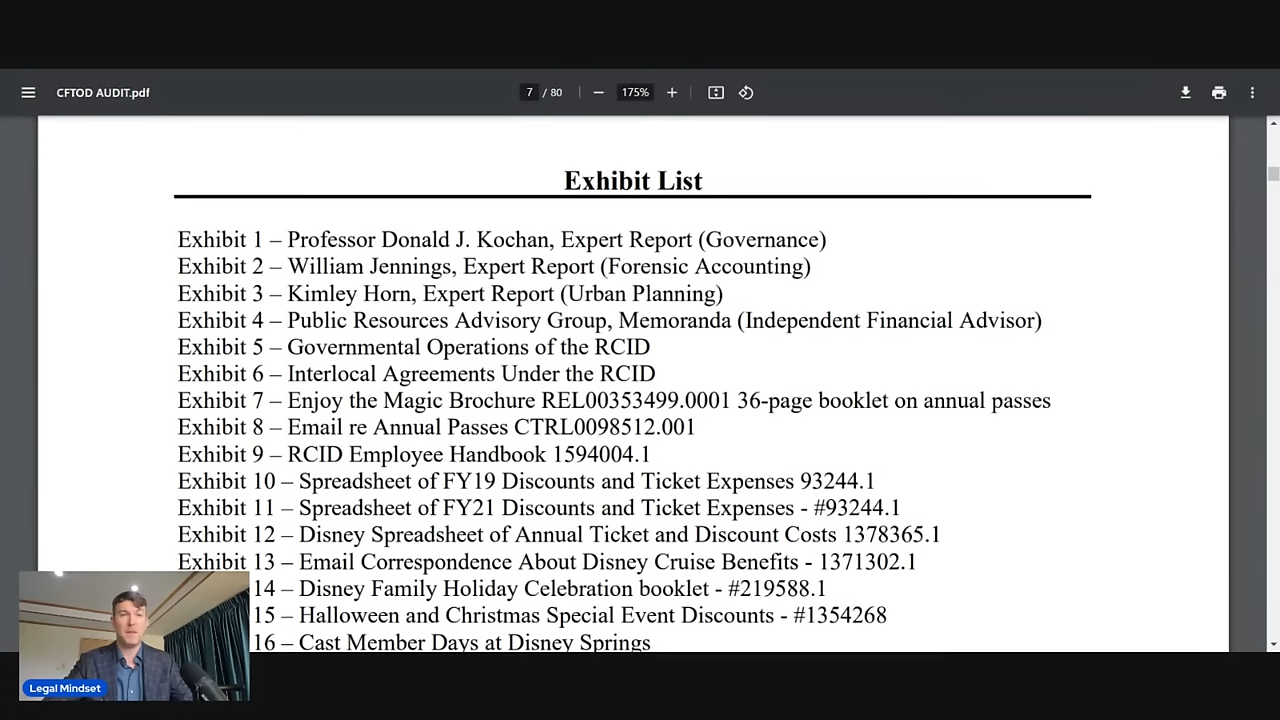 CFTOD AUDIT.pdf
7 / 80
175%
Exhibit List
Exhibit 1 – Professor Donald J. Kochan, Expert Report (Governance)
Exhibit 2 – William Jennings, Expert Report (Forensic Accounting)
Exhibit 3 – Kimley Horn, Expert Report (Urban Planning)
Exhibit 4 – Public Resources Advisory Group, Memoranda (Independent Financial Advisor)
Exhibit 5 – Governmental Operations of the RCID
Exhibit 6 – Interlocal Agreements Under the RCID
Exhibit 7 – Enjoy the Magic Brochure REL00353499.0001 36-page booklet on annual passes
Exhibit 8 – Email re Annual Passes CTRL0098512.001
Exhibit 9 – RCID Employee Handbook 1594004.1
Exhibit 10 – Spreadsheet of FY19 Discounts and Ticket Expenses 93244.1
Exhibit 11 – Spreadsheet of FY21 Discounts and Ticket Expenses - #93244.1
Exhibit 12 – Disney Spreadsheet of Annual Ticket and Discount Costs 1378365.1
Exhibit 13 – Email Correspondence About Disney Cruise Benefits - 1371302.1
14 – Disney Family Holiday Celebration booklet - #219588.1
15 – Halloween and Christmas Special Event Discounts - #1354268
16 – Cast Member Days at Disney Springs
Legal Mindset